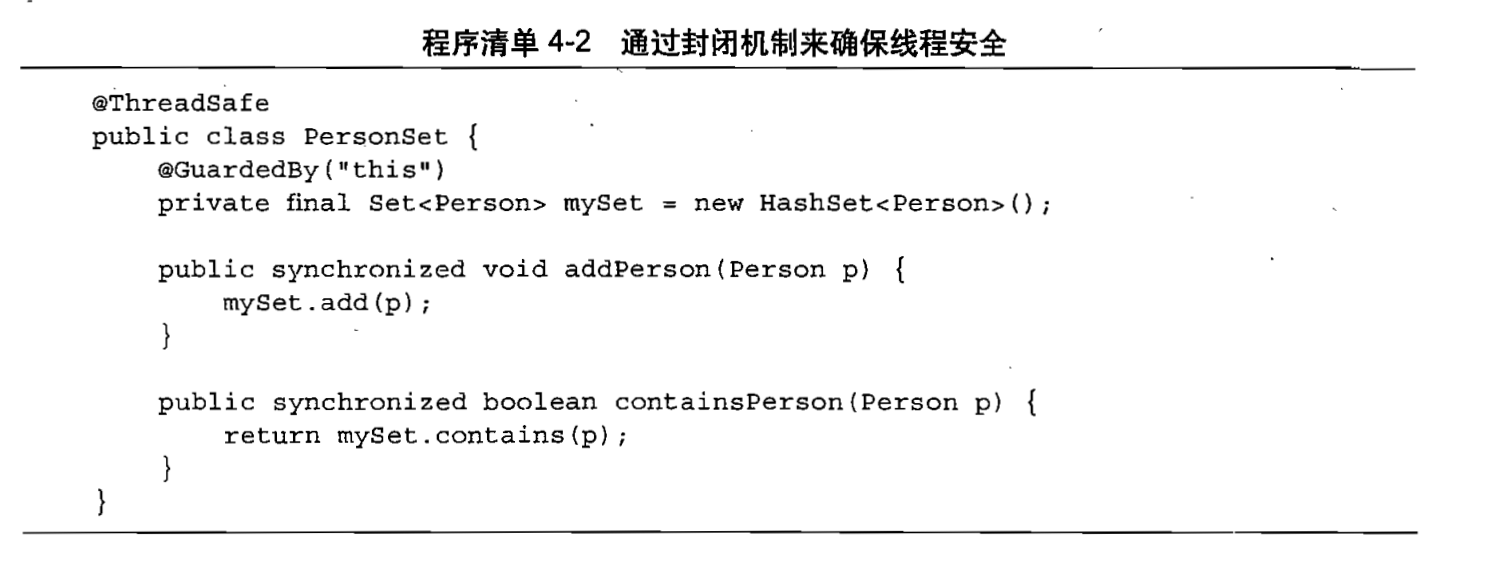 程序清单 4-2 通过封闭机制来确保线程安全
@ThreadSafe
public class PersonSet {
@GuardedBy("this")
private final Set<Person> mySet = new HashSet<Person>();
public synchronized void addPerson(Person p) {
mySet.add(p);
}
public synchronized boolean containsPerson(Person p) {
return mySet.contains(p);
}
}